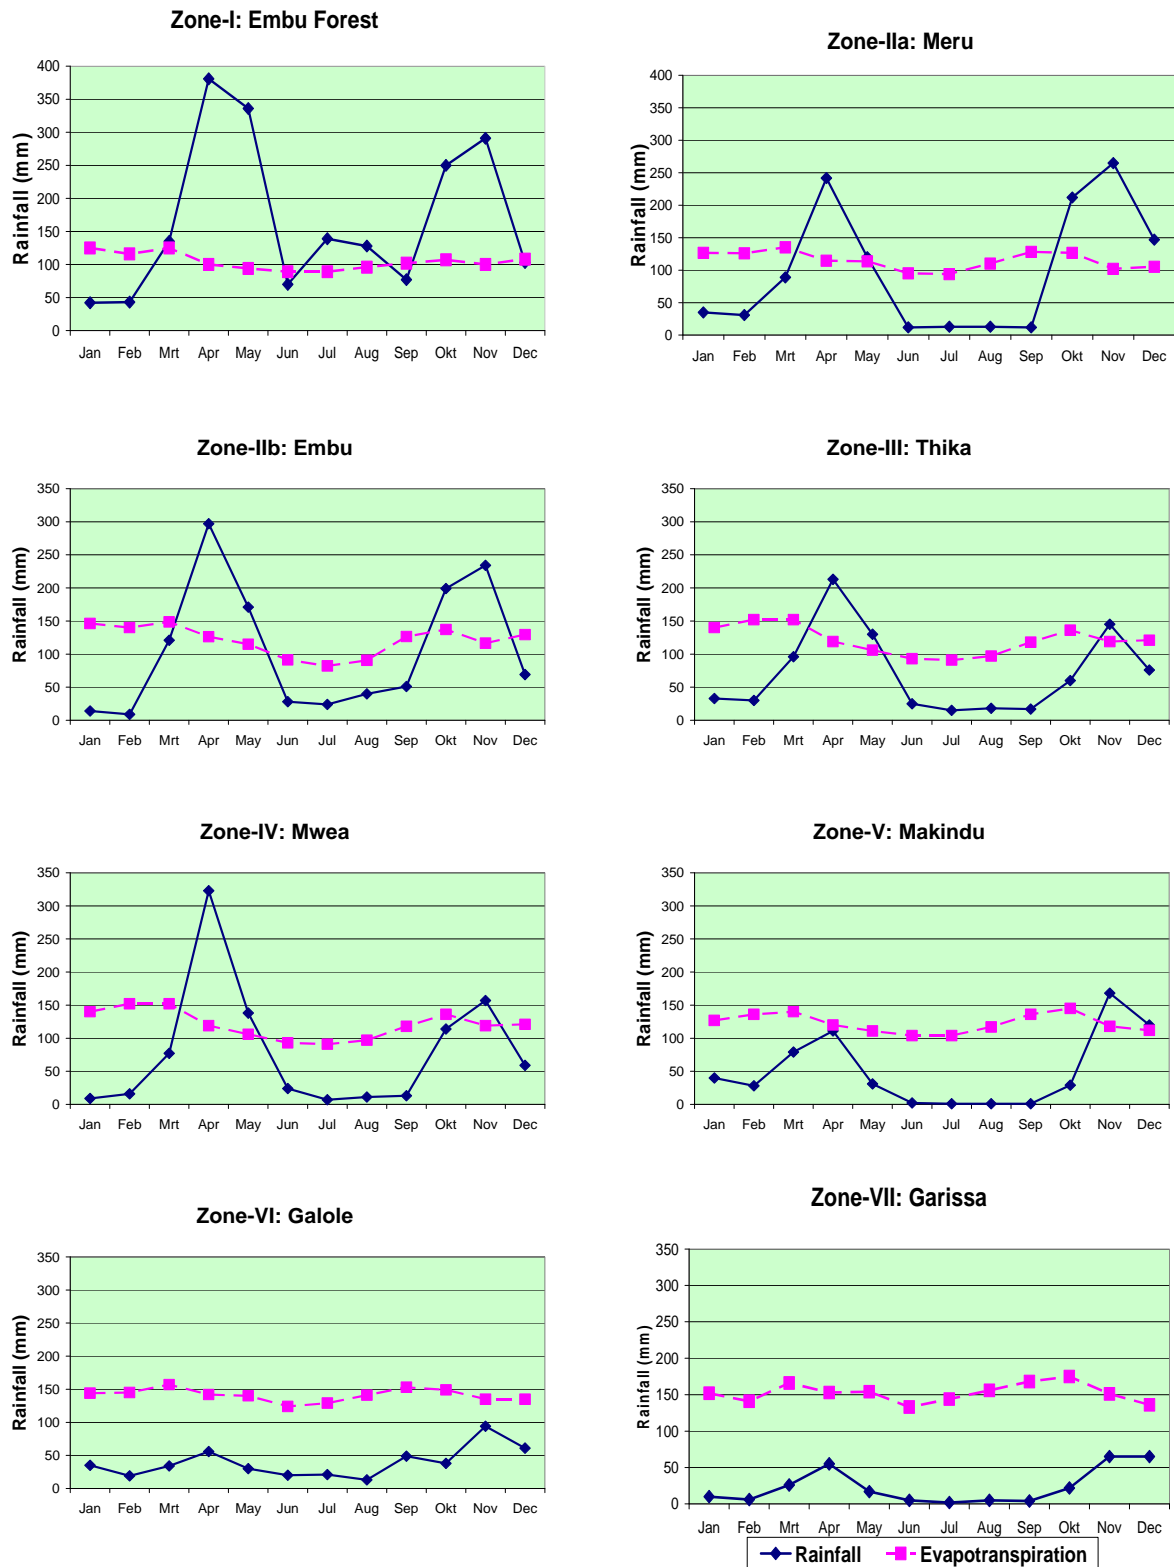 Zone-I: Embu Forest
Rainfall (mm)
400
350
300
250
200
150
100
50
0
Jan Feb Mrt Apr May Jun Jul Aug Sep Okt Nov Dec
Zone-IIa: Meru
Rainfall (mm)
400
350
300
250
200
150
100
50
0
Jan Feb Mrt Apr May Jun Jul Aug Sep Okt Nov Dec
Zone-IIb: Embu
Rainfall (mm)
350
300
250
200
150
100
50
0
Jan Feb Mrt Apr May Jun Jul Aug Sep Okt Nov Dec
Zone-III: Thika
Rainfall (mm)
350
300
250
200
150
100
50
0
Jan Feb Mrt Apr May Jun Jul Aug Sep Okt Nov Dec
Zone-IV: Mwea
Rainfall (mm)
350
300
250
200
150
100
50
0
Jan Feb Mrt Apr May Jun Jul Aug Sep Okt Nov Dec
Zone-V: Makindu
Rainfall (mm)
350
300
250
200
150
100
50
0
Jan Feb Mrt Apr May Jun Jul Aug Sep Okt Nov Dec
Zone-VI: Galole
Rainfall (mm)
350
300
250
200
150
100
50
0
Jan Feb Mrt Apr May Jun Jul Aug Sep Okt Nov Dec
Zone-VII: Garissa
Rainfall (mm)
350
300
250
200
150
100
50
0
Jan Feb Mrt Apr May Jun Jul Aug Sep Okt Nov Dec
Rainfall Evapotranspiration